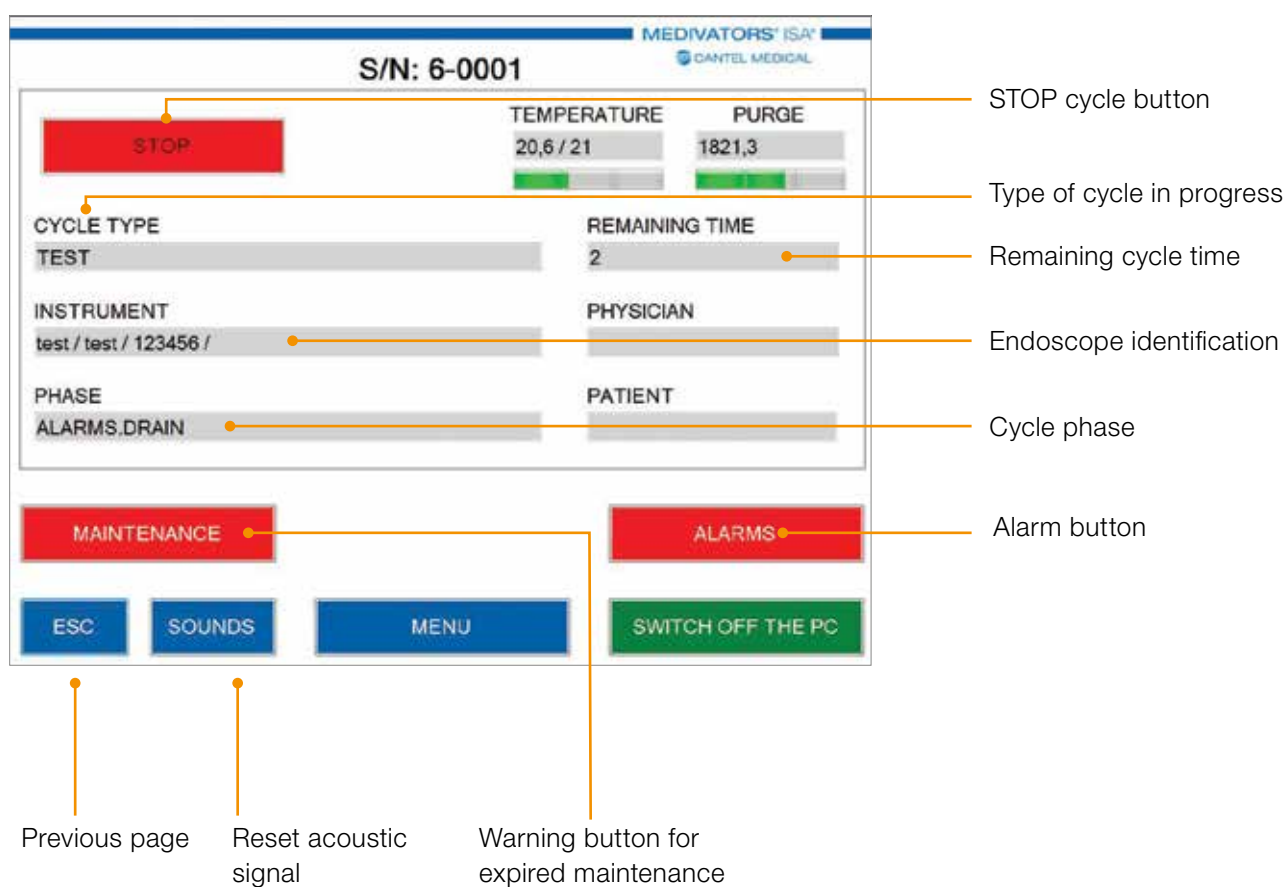 MEDIVATORS® ISA®
CANTEL MEDICAL
S/N: 6-0001
STOP
TEMPERATURE
20,6 / 21
PURGE
1821,3
CYCLE TYPE
TEST
REMAINING TIME
2
INSTRUMENT
test / test / 123456 /
PHYSICIAN
PHASE
ALARMS.DRAIN
PATIENT
MAINTENANCE
ALARMS
ESC
SOUNDS
MENU
SWITCH OFF THE PC
STOP cycle button
Type of cycle in progress
Remaining cycle time
Endoscope identification
Cycle phase
Alarm button
Previous page
Reset acoustic
signal
Warning button for
expired maintenance